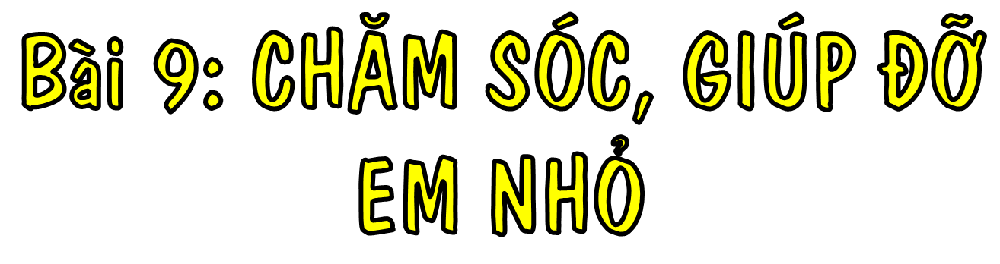 Bài 9: CHĂM SÓC, GIÚP ĐỠ
EM NHỎ